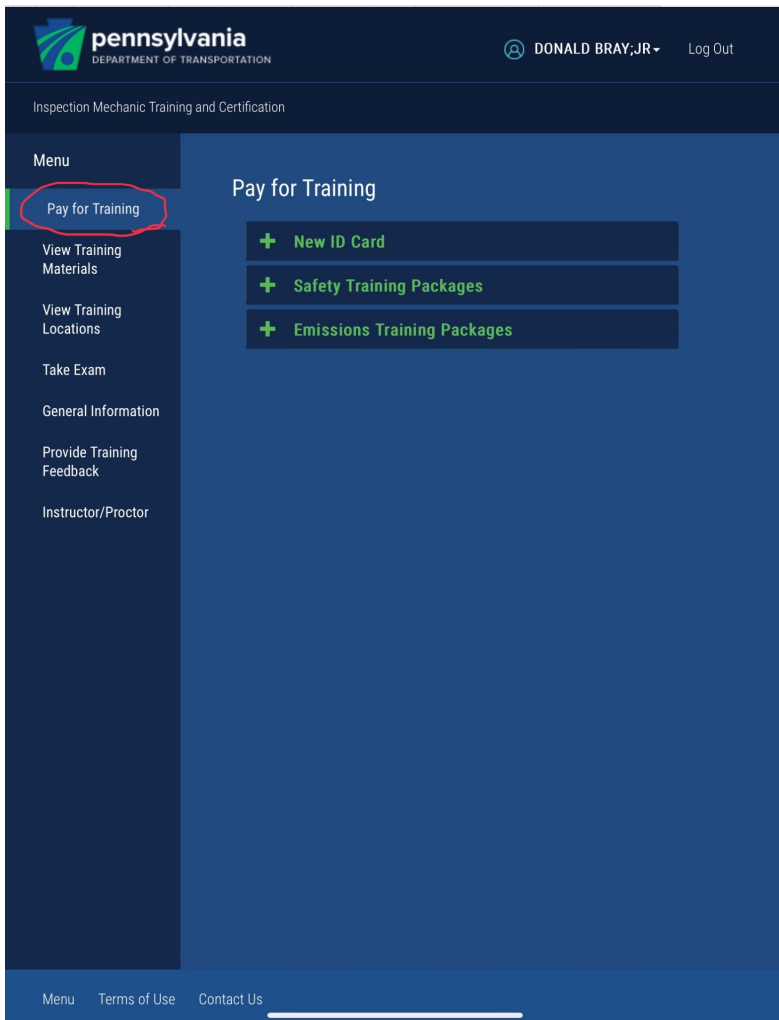 pennsylvania
DEPARTMENT OF TRANSPORTATION
DONALD BRAY;JR
Log Out
Inspection Mechanic Training and Certification
Menu
Pay for Training
View Training
Materials
View Training
Locations
Take Exam
General Information
Provide Training
Feedback
Instructor/Proctor
Pay for Training
+ New ID Card
+ Safety Training Packages
+ Emissions Training Packages
Menu Terms of Use Contact Us